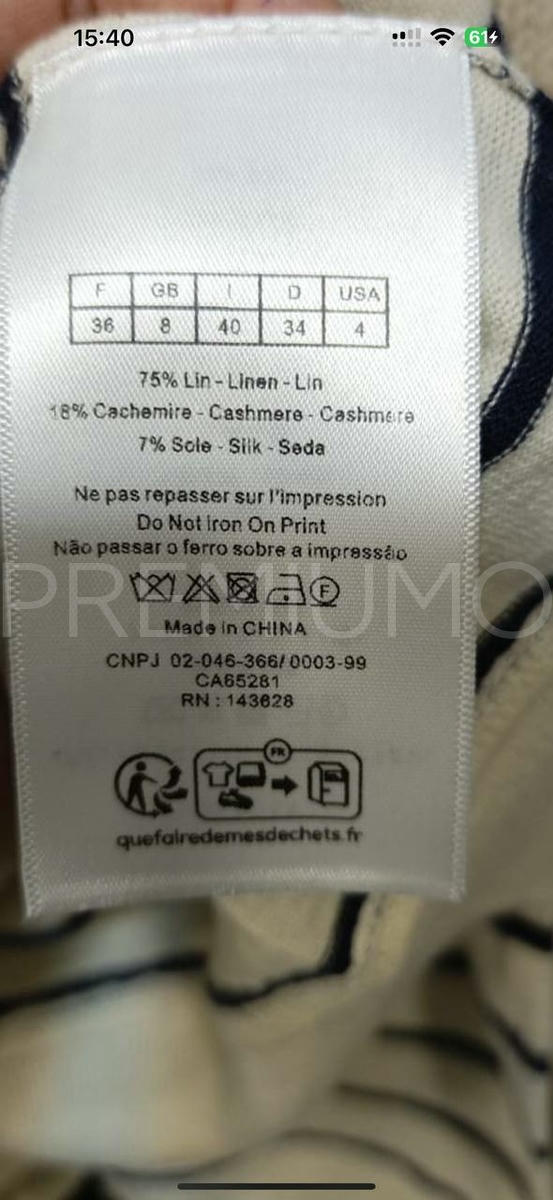 15:40
61
F GB I D USA
36 8 40 34 4
75% Lin - Linen - Lin
18% Cachemire - Cashmere - Cashmere
7% Soie - Silk - Seda
Ne pas repasser sur l'impression
Do Not Iron On Print
Não passar o ferro sobre a impressão
F
PREMIUMO
Made in CHINA
CNPJ 02-046-366/0003-99
CA65281
RN : 143628
FR
quefairedemesdechets.fr